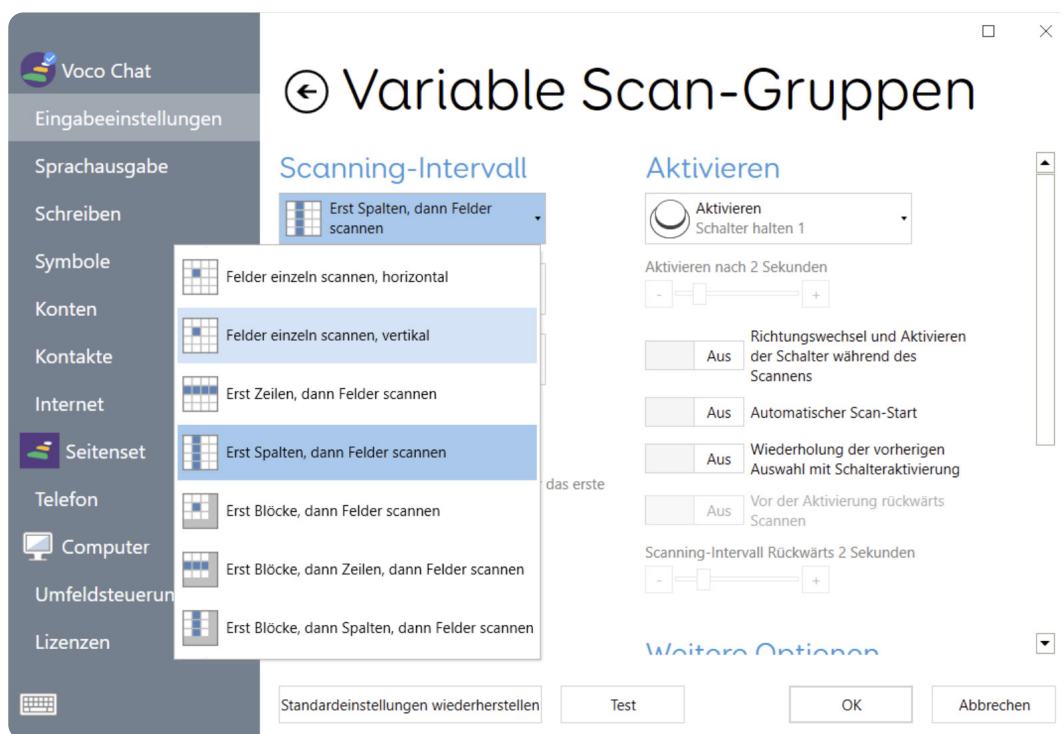 Voco Chat
Eingabeeinstellungen
Sprachausgabe
Schreiben
Symbole
Konten
Kontakte
Internet
Seitenset
Telefon
Computer
Umfeldsteuerun
Lizenzen
Variable Scan-Gruppen
Scanning-Intervall
Erst Spalten, dann Felder
scannen
Felder einzeln scannen, horizontal
Felder einzeln scannen, vertikal
Erst Zeilen, dann Felder scannen
Erst Spalten, dann Felder scannen
Erst Blöcke, dann Felder scannen
Erst Blöcke, dann Zeilen, dann Felder scannen
Erst Blöcke, dann Spalten, dann Felder scannen
das erste
Aktivieren
Aktivieren
Schalter halten 1
Aktivieren nach 2 Sekunden
- +
Aus
Richtungswechsel und Aktivieren
der Schalter während des
Scannens
Aus Automatischer Scan-Start
Aus
Wiederholung der vorherigen
Auswahl mit Schalteraktivierung
Aus
Vor der Aktivierung rückwärts
Scannen
Scanning-Intervall Rückwärts 2 Sekunden
- +
Weitere Optionen
Standardeinstellungen wiederherstellen
Test
OK
Abbrechen